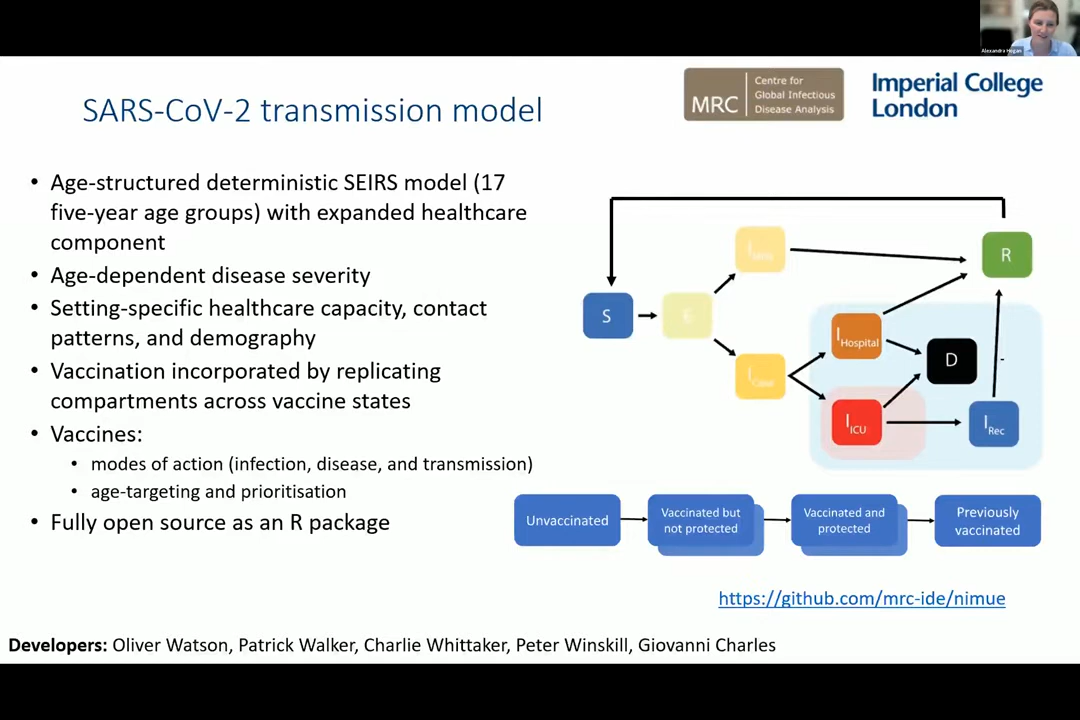 Alexandra Hogan
SARS-CoV-2 transmission model
MRC
Centre for
Global Infectious
Disease Analysis
Imperial College
London
• Age-structured deterministic SEIRS model (17
five-year age groups) with expanded healthcare
component
• Age-dependent disease severity
• Setting-specific healthcare capacity, contact
patterns, and demography
• Vaccination incorporated by replicating
compartments across vaccine states
• Vaccines:
• modes of action (infection, disease, and transmission)
• age-targeting and prioritisation
• Fully open source as an R package
S
E
I Mild
I Case
I Hospital
I ICU
D
I Rec
R
Unvaccinated
Vaccinated but
not protected
Vaccinated and
protected
Previously
vaccinated
https://github.com/mrc-ide/nimue
Developers: Oliver Watson, Patrick Walker, Charlie Whittaker, Peter Winskill, Giovanni Charles